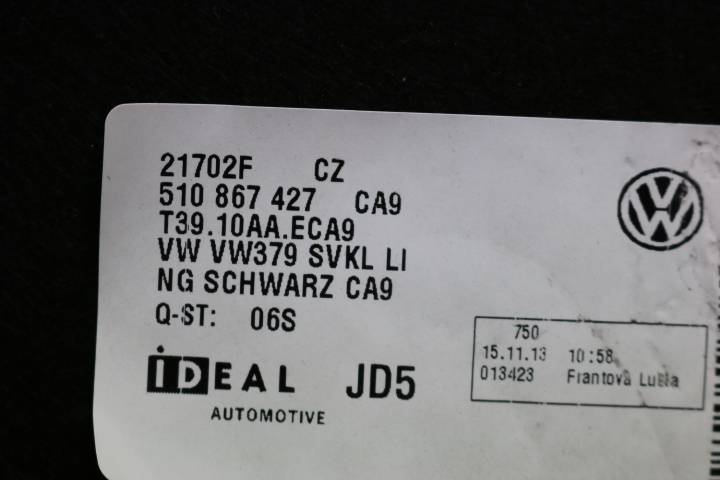 21702F CZ
510 867 427 CA9
T39.10AA.ECA9
VW VW379 SVKL LI
NG SCHWARZ CA9
Q-ST: 06S
750
15.11.13 10:58
013423 Frantová
iDEAL JD5
AUTOMOTIVE